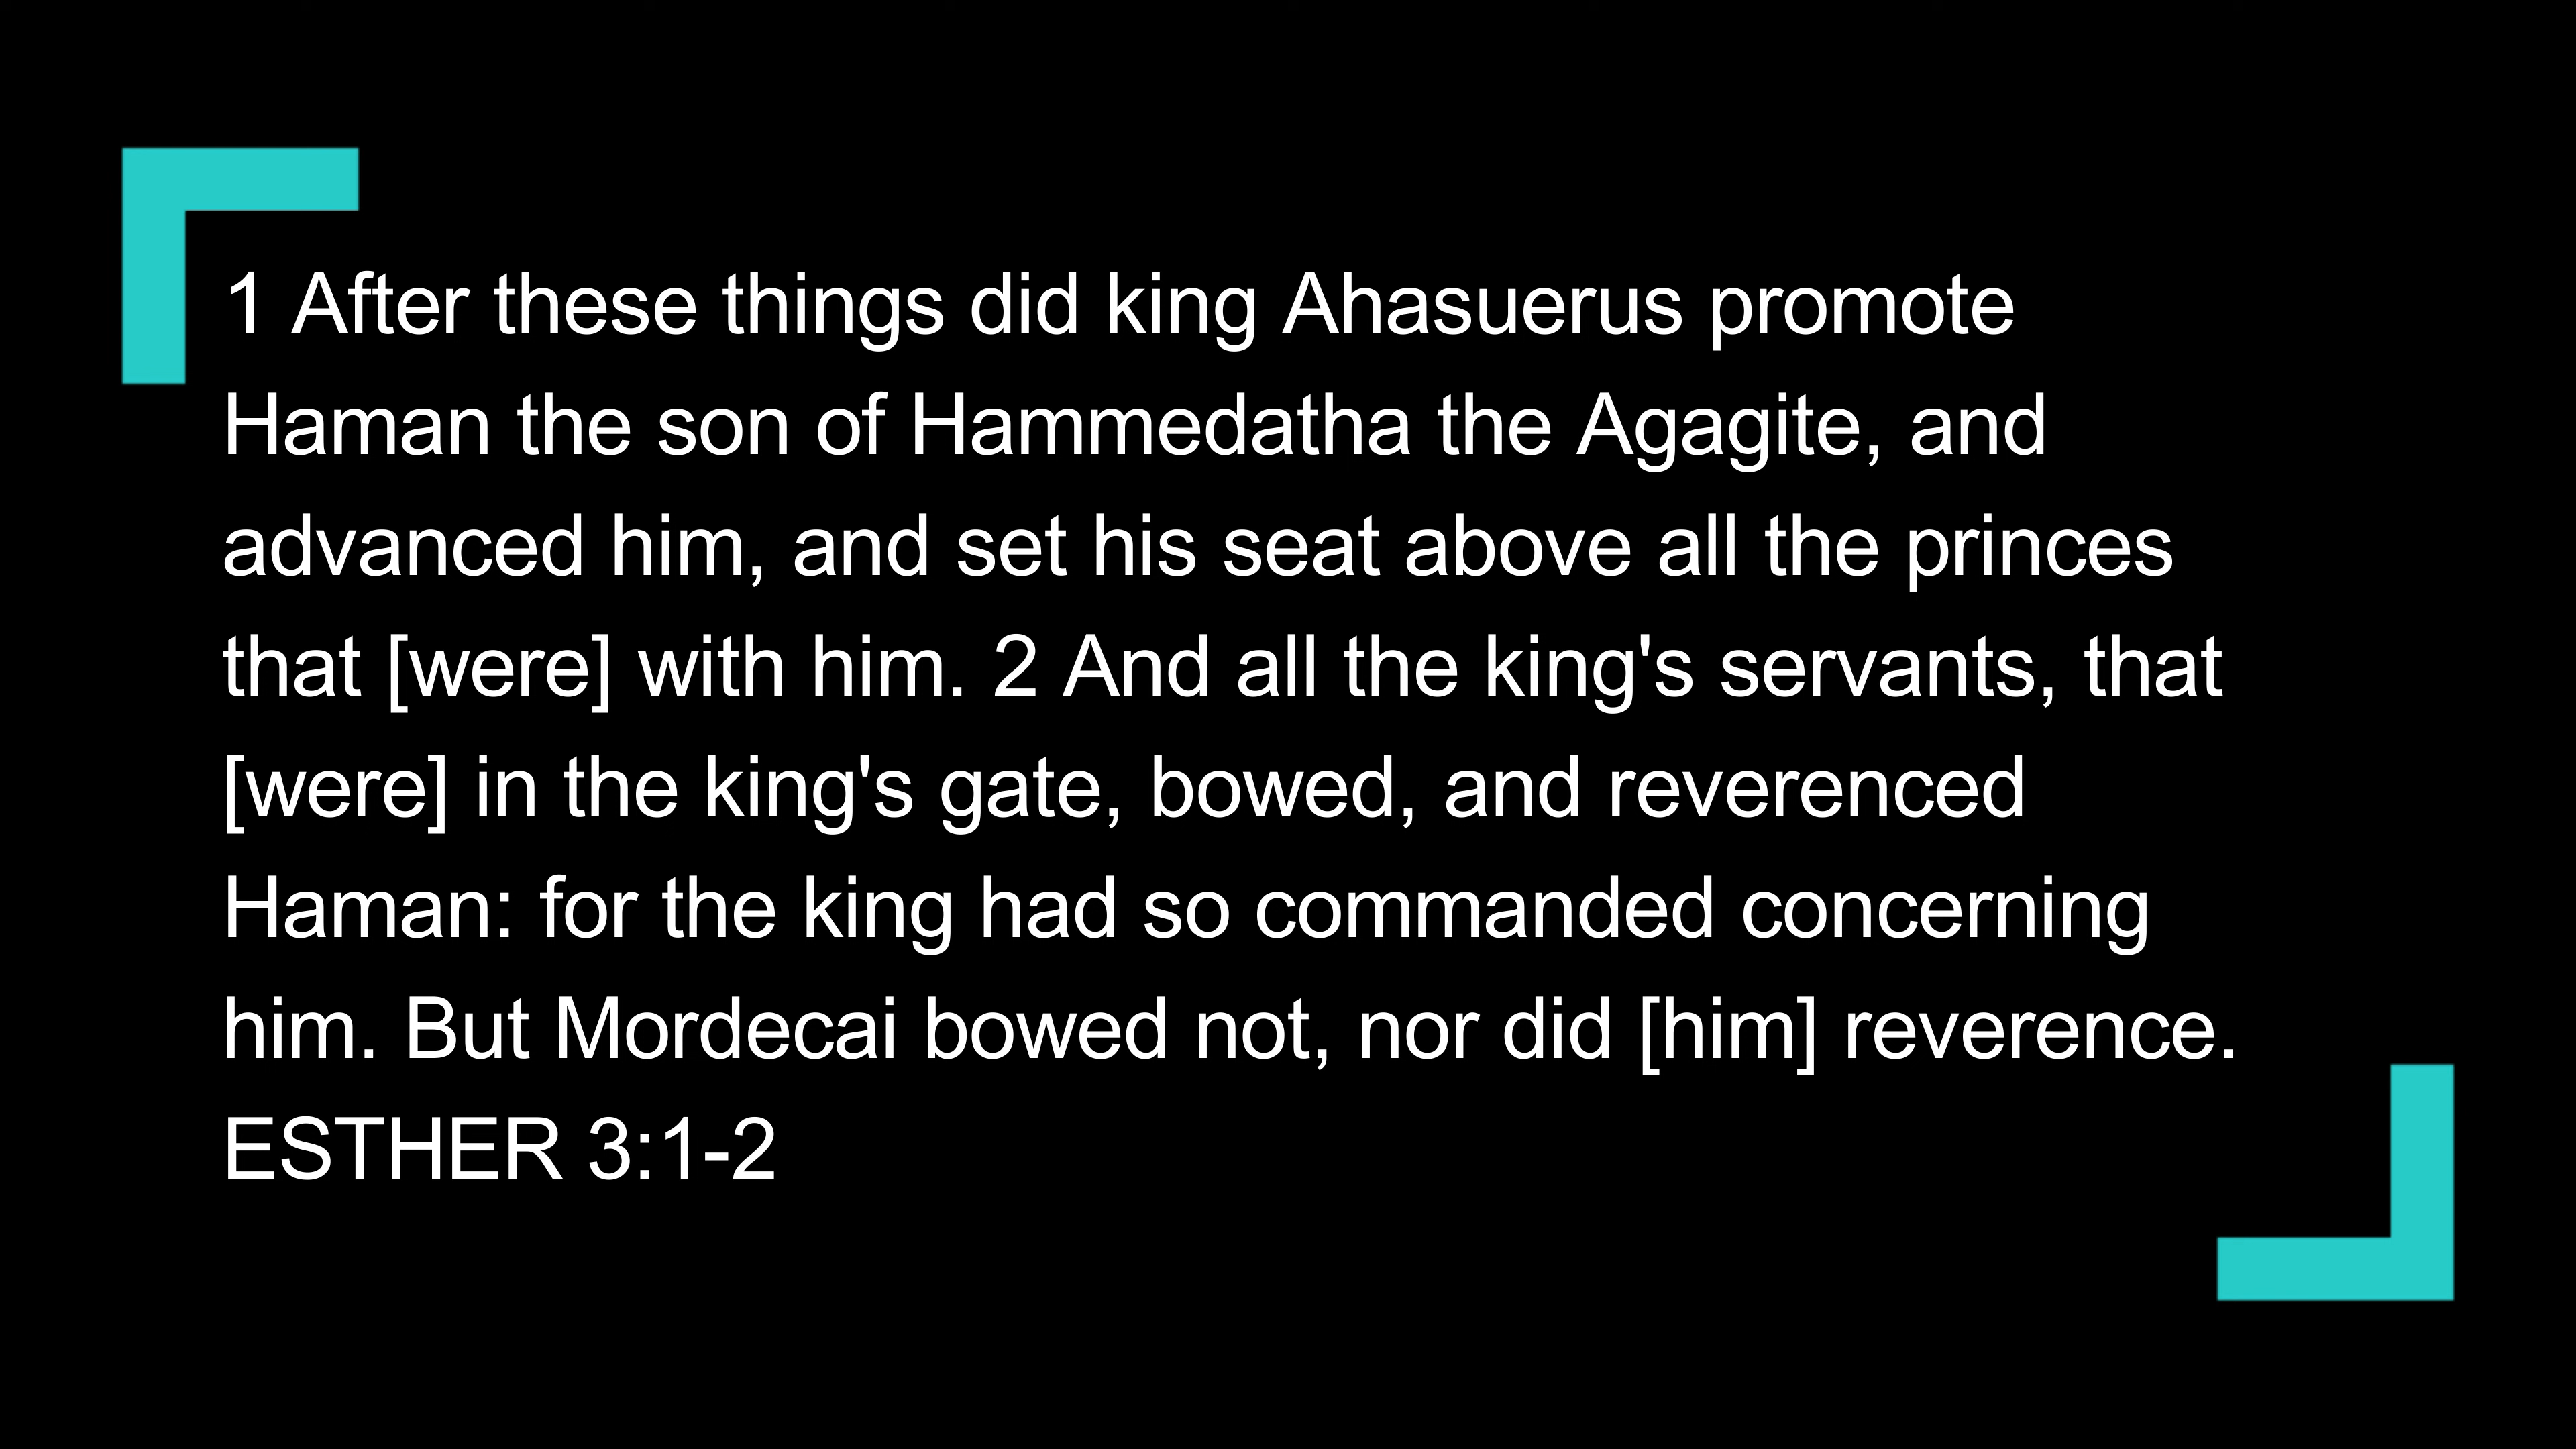 1 After these things did king Ahasuerus promote
Haman the son of Hammedatha the Agagite, and
advanced him, and set his seat above all the princes
that [were] with him. 2 And all the king's servants, that
[were] in the king's gate, bowed, and reverenced
Haman: for the king had so commanded concerning
him. But Mordecai bowed not, nor did [him] reverence.
ESTHER 3:1-2